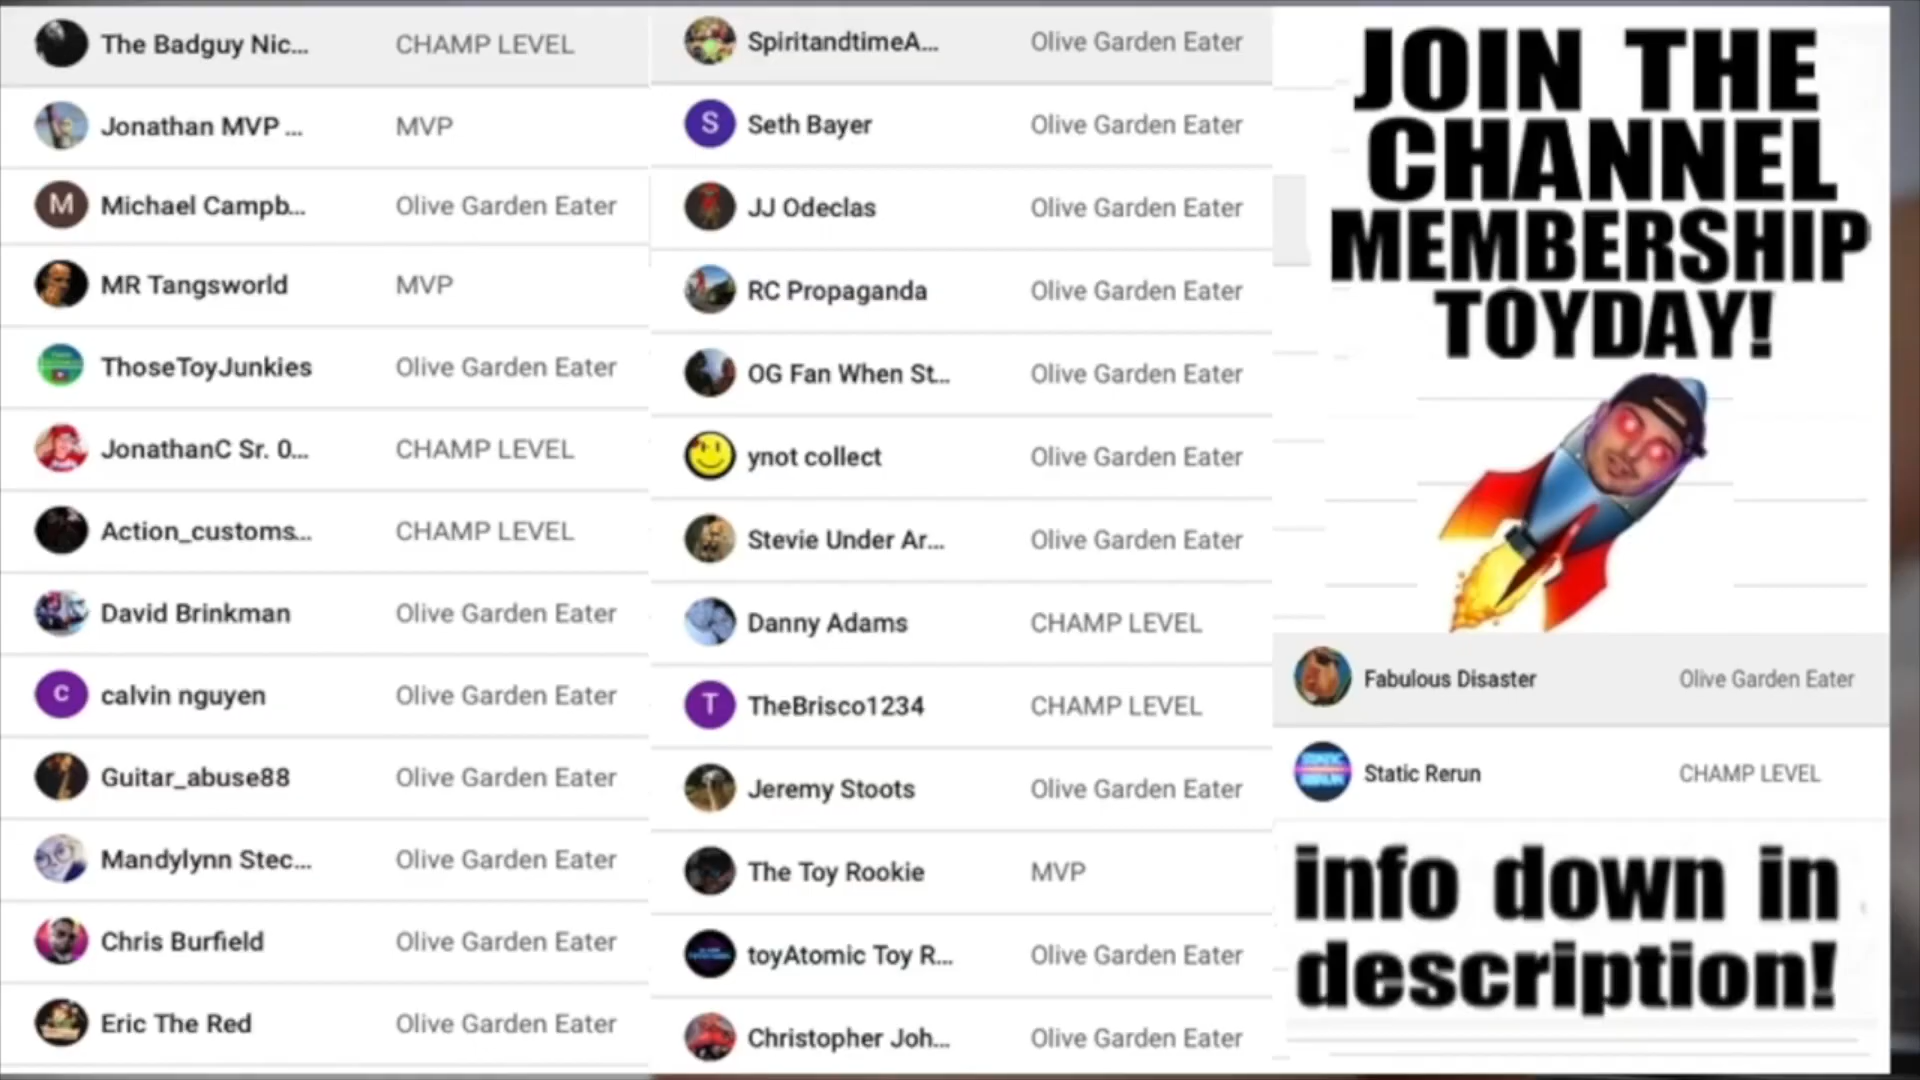 The Badguy Nic... CHAMP LEVEL
Jonathan MVP ... MVP
M Michael Campb... Olive Garden Eater
MR Tangsworld MVP
ThoseToyJunkies Olive Garden Eater
JonathanC Sr. 0... CHAMP LEVEL
Action_customs... CHAMP LEVEL
David Brinkman Olive Garden Eater
c calvin nguyen Olive Garden Eater
Guitar_abuse88 Olive Garden Eater
Mandylynn Stec... Olive Garden Eater
Chris Burfield Olive Garden Eater
Eric The Red Olive Garden Eater
SpiritandtimeA... Olive Garden Eater
S Seth Bayer Olive Garden Eater
JJ Odeclas Olive Garden Eater
RC Propaganda Olive Garden Eater
OG Fan When St... Olive Garden Eater
ynot collect Olive Garden Eater
Stevie Under Ar... Olive Garden Eater
Danny Adams CHAMP LEVEL
T TheBrisco1234 CHAMP LEVEL
Jeremy Stoots Olive Garden Eater
The Toy Rookie MVP
toyAtomic Toy R... Olive Garden Eater
Christopher Joh... Olive Garden Eater
JOIN THE
CHANNEL
MEMBERSHIP
TOYDAY!
Fabulous Disaster Olive Garden Eater
Static Rerun CHAMP LEVEL
info down in
description!